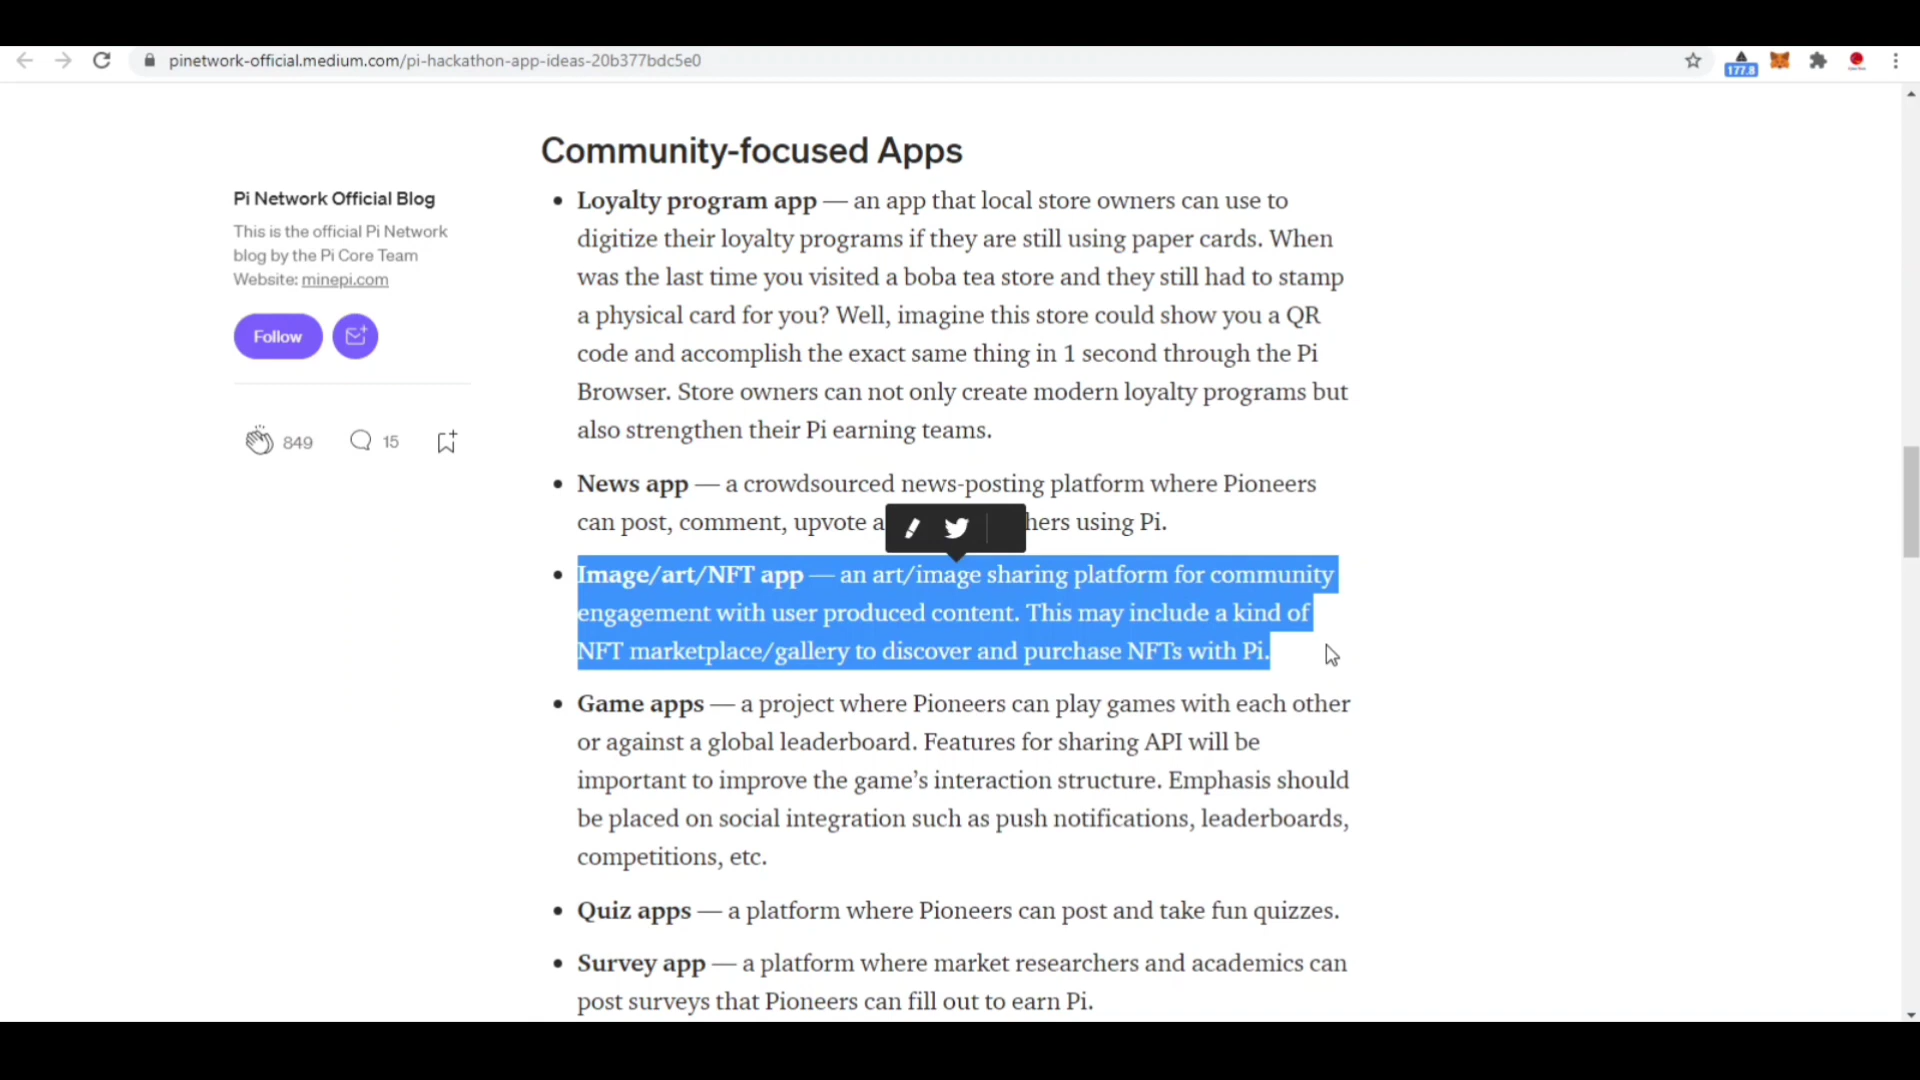 pinetwork-official.medium.com/pi-hackathon-app-ideas-20b377bdc5e0
177.8
Community-focused Apps
Pi Network Official Blog
This is the official Pi Network
blog by the Pi Core Team
Website: minepi.com
Follow
849
15
• Loyalty program app — an app that local store owners can use to
digitize their loyalty programs if they are still using paper cards. When
was the last time you visited a boba tea store and they still had to stamp
a physical card for you? Well, imagine this store could show you a QR
code and accomplish the exact same thing in 1 second through the Pi
Browser. Store owners can not only create modern loyalty programs but
also strengthen their Pi earning teams.
• News app — a crowdsourced news-posting platform where Pioneers
can post, comment, upvote a hers using Pi.
• Image/art/NFT app — an art/image sharing platform for community
engagement with user produced content. This may include a kind of
NFT marketplace/gallery to discover and purchase NFTs with Pi.
• Game apps — a project where Pioneers can play games with each other
or against a global leaderboard. Features for sharing API will be
important to improve the game’s interaction structure. Emphasis should
be placed on social integration such as push notifications, leaderboards,
competitions, etc.
• Quiz apps — a platform where Pioneers can post and take fun quizzes.
• Survey app — a platform where market researchers and academics can
post surveys that Pioneers can fill out to earn Pi.